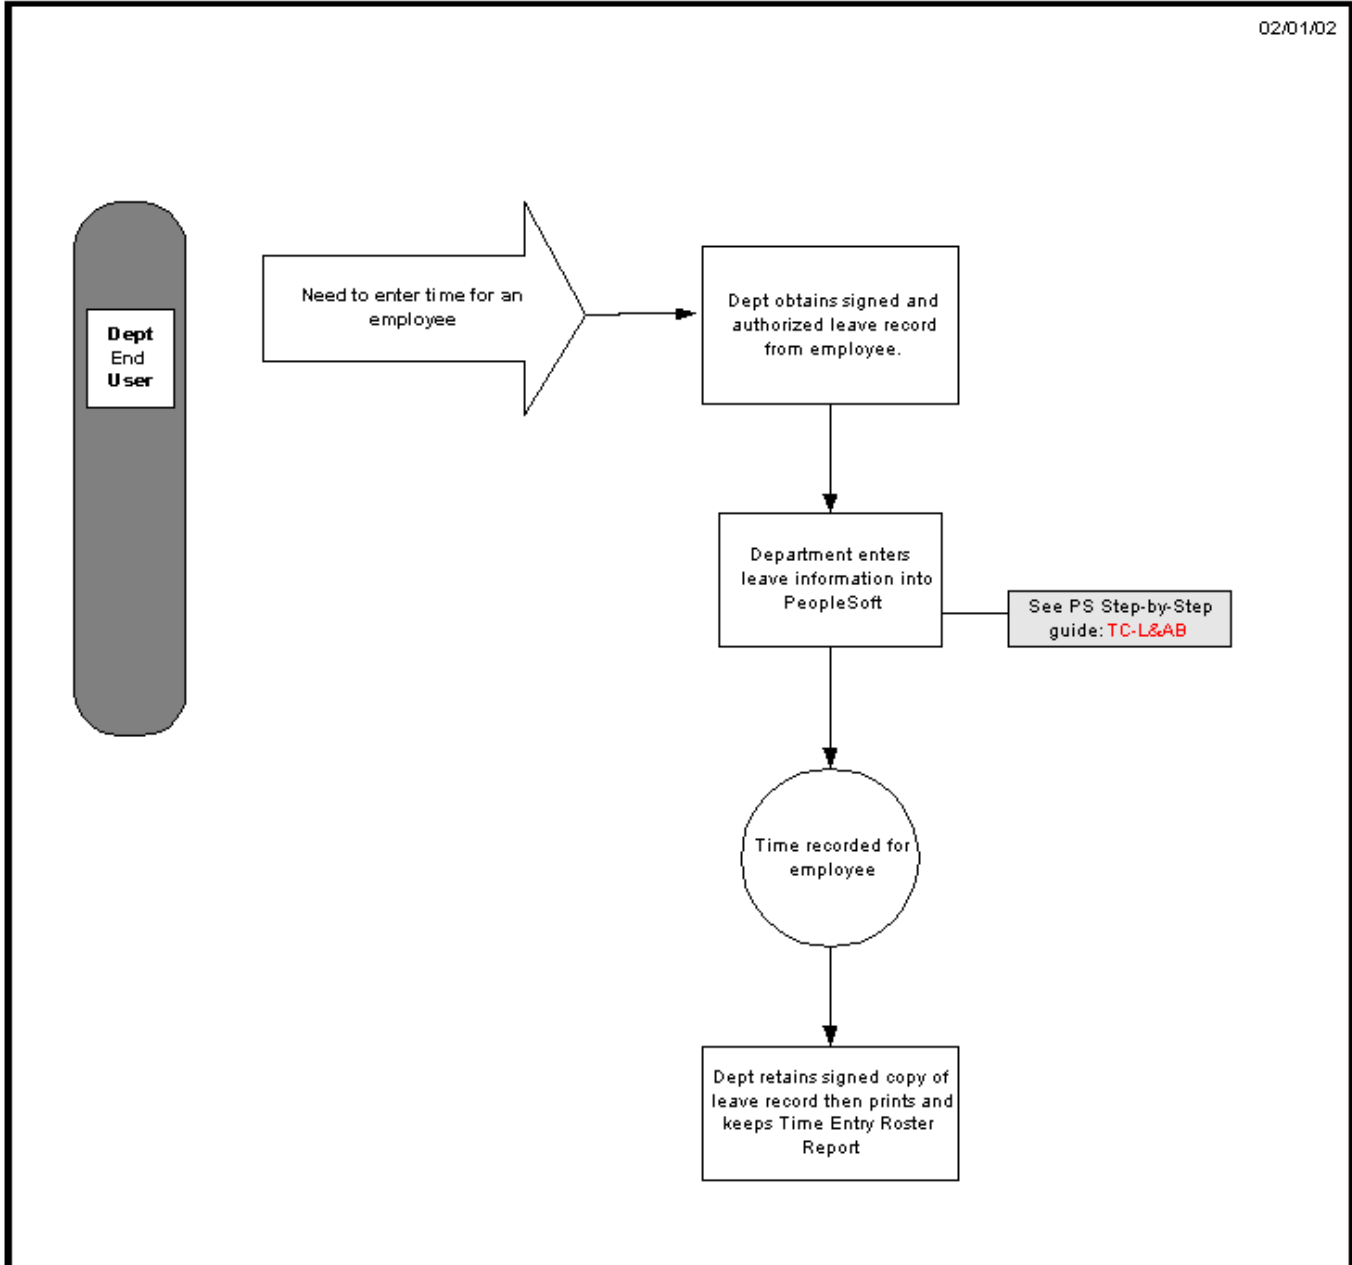 02/01/02
Dept
End
User
Need to enter time for an
employee
Dept obtains signed and
authorized leave record
from employee.
Department enters
leave information into
PeopleSoft
See PS Step-by-Step
guide: TC-L&AB
Time recorded for
employee
Dept retains signed copy of
leave record then prints and
keeps Time Entry Roster
Report